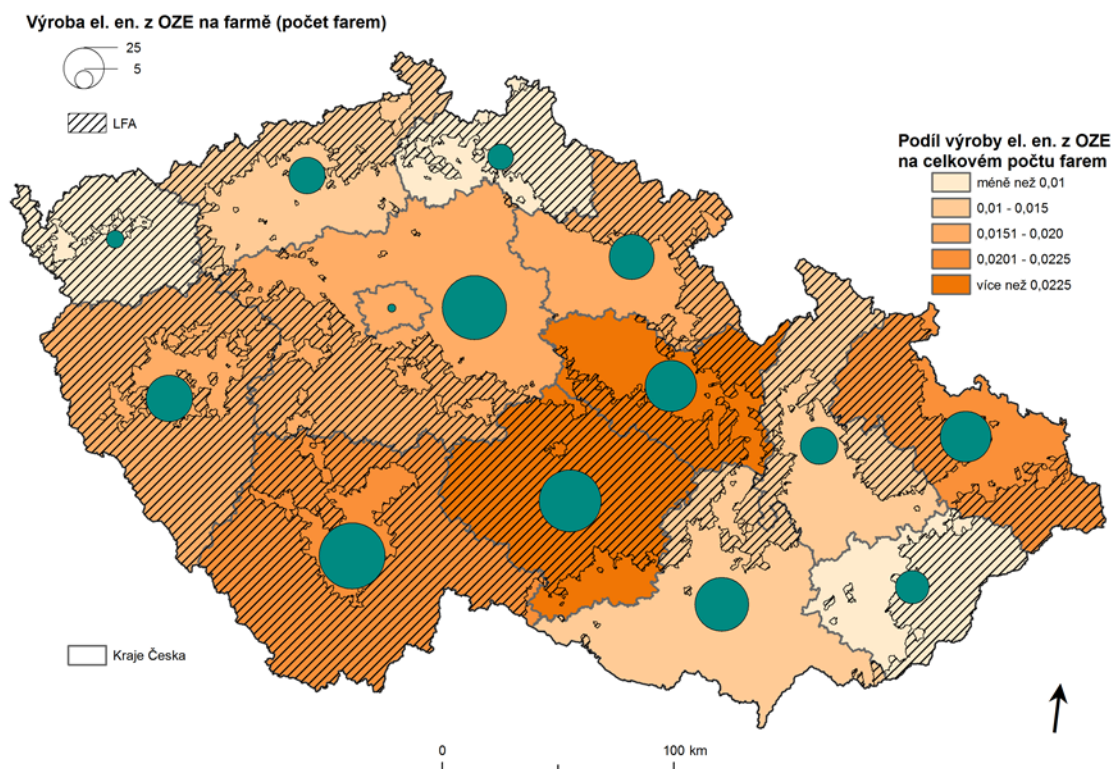 Výroba el. en. z OZE na farmě (počet farem)
25
5
LFA
Podíl výroby el. en. z OZE
na celkovém počtu farem
méně než 0,01
0,01 - 0,015
0,0151 - 0,020
0,0201 - 0,0225
více než 0,0225
Kraje Česka
0
100 km